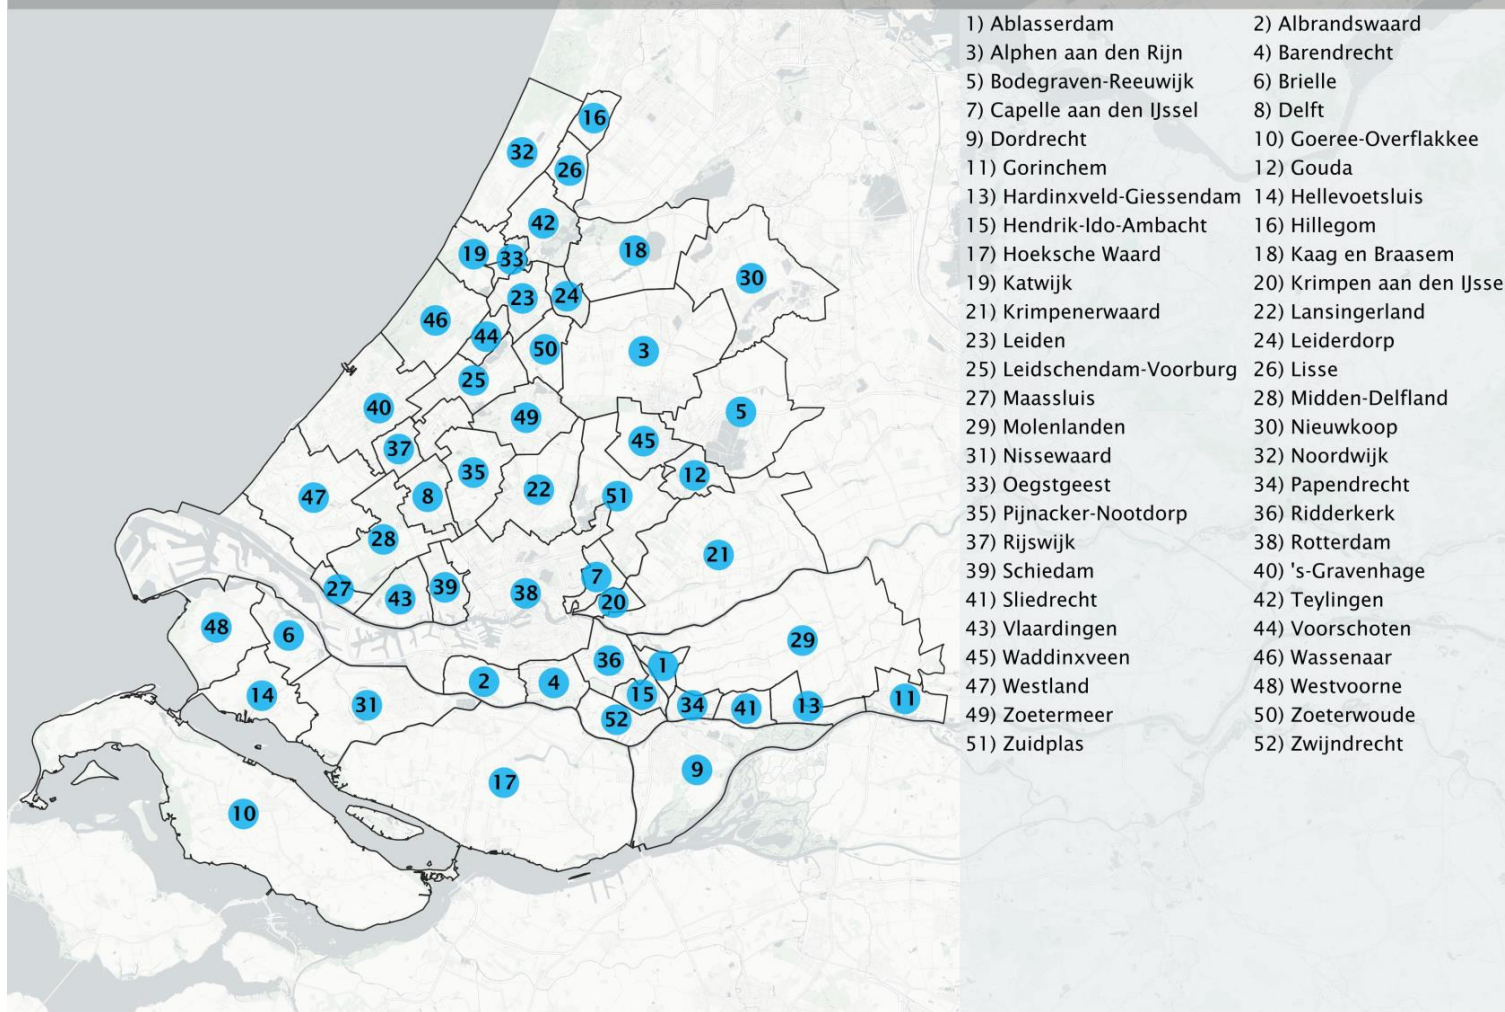 16
32
26
42
19
33
18
30
23
24
46
44
50
3
25
40
49
5
45
37
35
12
22
8
47
51
28
21
7
27
39
38
43
20
48
6
29
36
1
2
4
15
14
11
31
34
13
41
52
9
17
10
1) Ablasserdam 2) Albrandswaard
3) Alphen aan den Rijn 4) Barendrecht
5) Bodegraven-Reeuwijk 6) Brielle
7) Capelle aan den IJssel 8) Delft
9) Dordrecht 10) Goeree-Overflakkee
11) Gorinchem 12) Gouda
13) Hardinxveld-Giessendam 14) Hellevoetsluis
15) Hendrik-Ido-Ambacht 16) Hillegom
17) Hoeksche Waard 18) Kaag en Braasem
19) Katwijk 20) Krimpen aan den IJsse
21) Krimpenerwaard 22) Lansingerland
23) Leiden 24) Leiderdorp
25) Leidschendam-Voorburg 26) Lisse
27) Maassluis 28) Midden-Delfland
29) Molenlanden 30) Nieuwkoop
31) Nissewaard 32) Noordwijk
33) Oegstgeest 34) Papendrecht
35) Pijnacker-Nootdorp 36) Ridderkerk
37) Rijswijk 38) Rotterdam
39) Schiedam 40) 's-Gravenhage
41) Sliedrecht 42) Teylingen
43) Vlaardingen 44) Voorschoten
45) Waddinxveen 46) Wassenaar
47) Westland 48) Westvoorne
49) Zoetermeer 50) Zoeterwoude
51) Zuidplas 52) Zwijndrecht